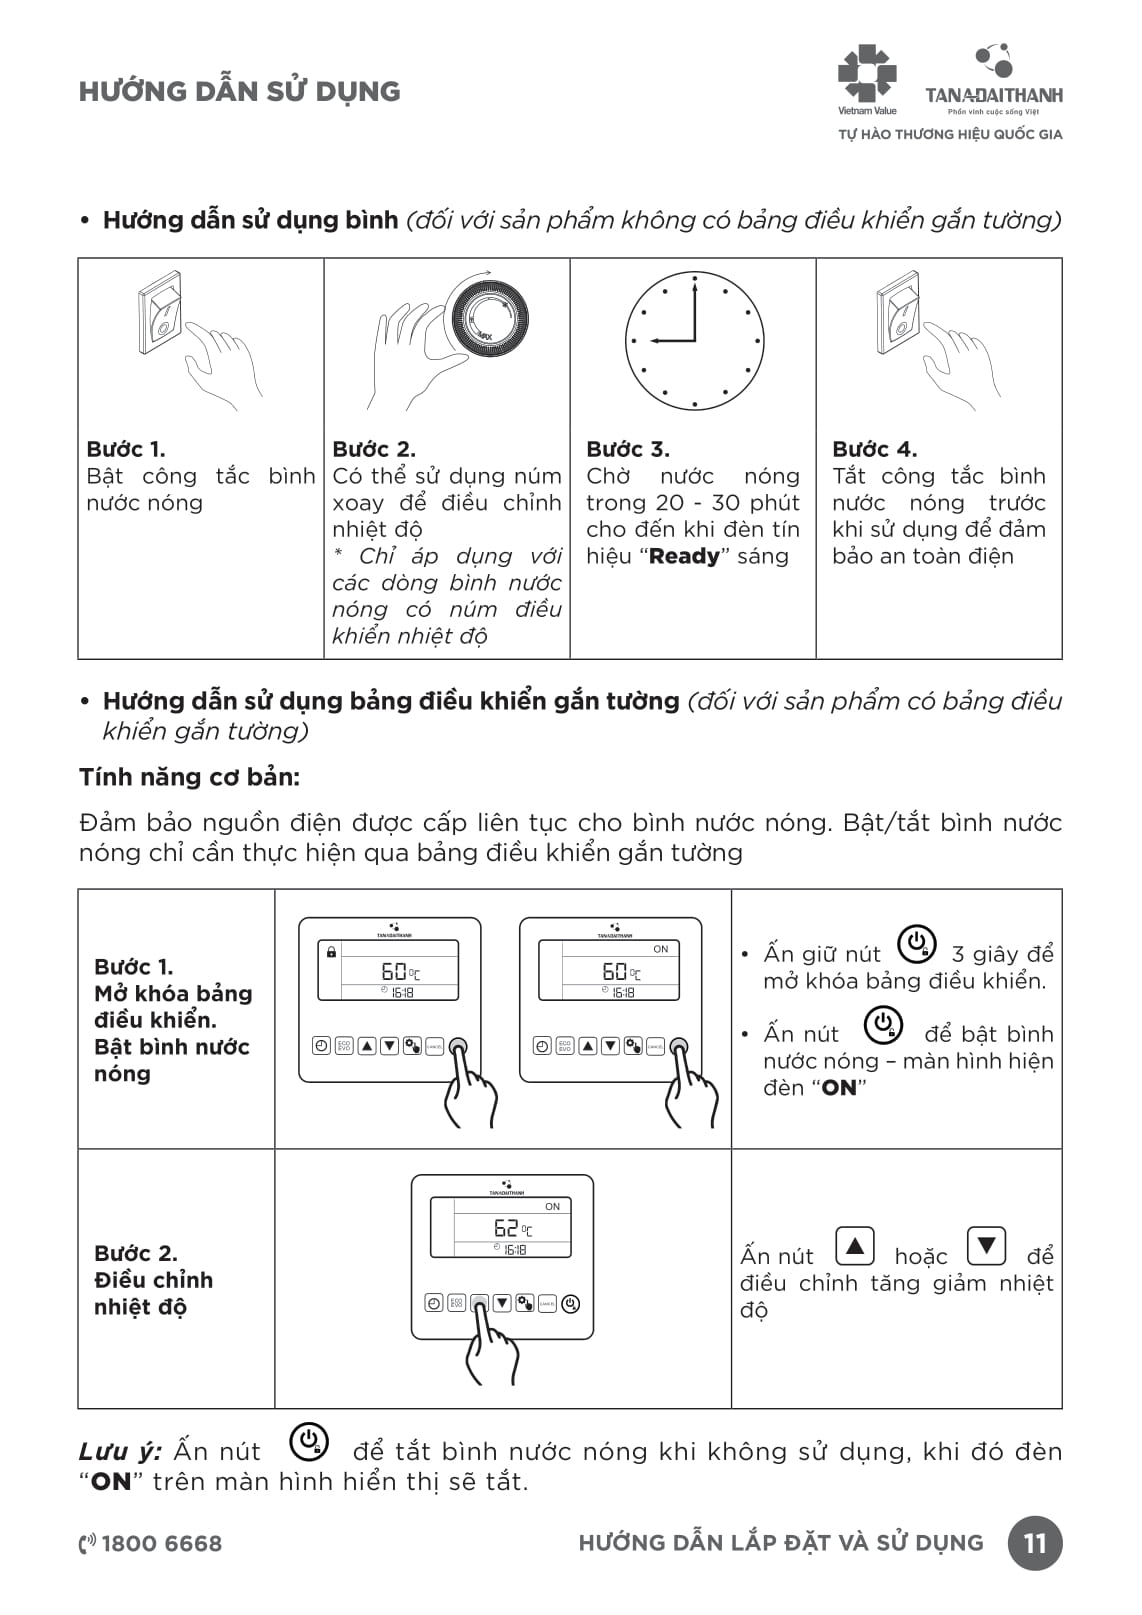 HƯỚNG DẪN SỬ DỤNG
Vietnam Value
TANADAITHANH
Phồn vinh cuộc sống Việt
TỰ HÀO THƯƠNG HIỆU QUỐC GIA
• Hướng dẫn sử dụng bình (đối với sản phẩm không có bảng điều khiển gắn tường)
MAX
Bước 1.
Bật công tắc bình
nước nóng
Bước 2.
Có thể sử dụng núm
xoay để điều chỉnh
nhiệt độ
* Chỉ áp dụng với
các dòng bình nước
nóng có núm điều
khiển nhiệt độ
Bước 3.
Chờ nước nóng
trong 20 - 30 phút
cho đến khi đèn tín
hiệu “Ready” sáng
Bước 4.
Tắt công tắc bình
nước nóng trước
khi sử dụng để đảm
bảo an toàn điện
• Hướng dẫn sử dụng bảng điều khiển gắn tường (đối với sản phẩm có bảng điều
khiển gắn tường)
Tính năng cơ bản:
Đảm bảo nguồn điện được cấp liên tục cho bình nước nóng. Bật/tắt bình nước
nóng chỉ cần thực hiện qua bảng điều khiển gắn tường
Bước 1.
Mở khóa bảng
điều khiển.
Bật bình nước
nóng
TANADAITHANH
60°C
16:18
ECO
EVO
CANCEL
TANADAITHANH
ON
60°C
16:18
ECO
EVO
CANCEL
• Ấn giữ nút 3 giây để
mở khóa bảng điều khiển.
• Ấn nút để bật bình
nước nóng – màn hình hiện
đèn “ON”
Bước 2.
Điều chỉnh
nhiệt độ
TANADAITHANH
ON
62°C
16:18
ECO
EVO
CANCEL
Ấn nút ▲ hoặc ▼ để
điều chỉnh tăng giảm nhiệt
độ
Lưu ý: Ấn nút để tắt bình nước nóng khi không sử dụng, khi đó đèn
“ON” trên màn hình hiển thị sẽ tắt.
1800 6668
HƯỚNG DẪN LẮP ĐẶT VÀ SỬ DỤNG 11